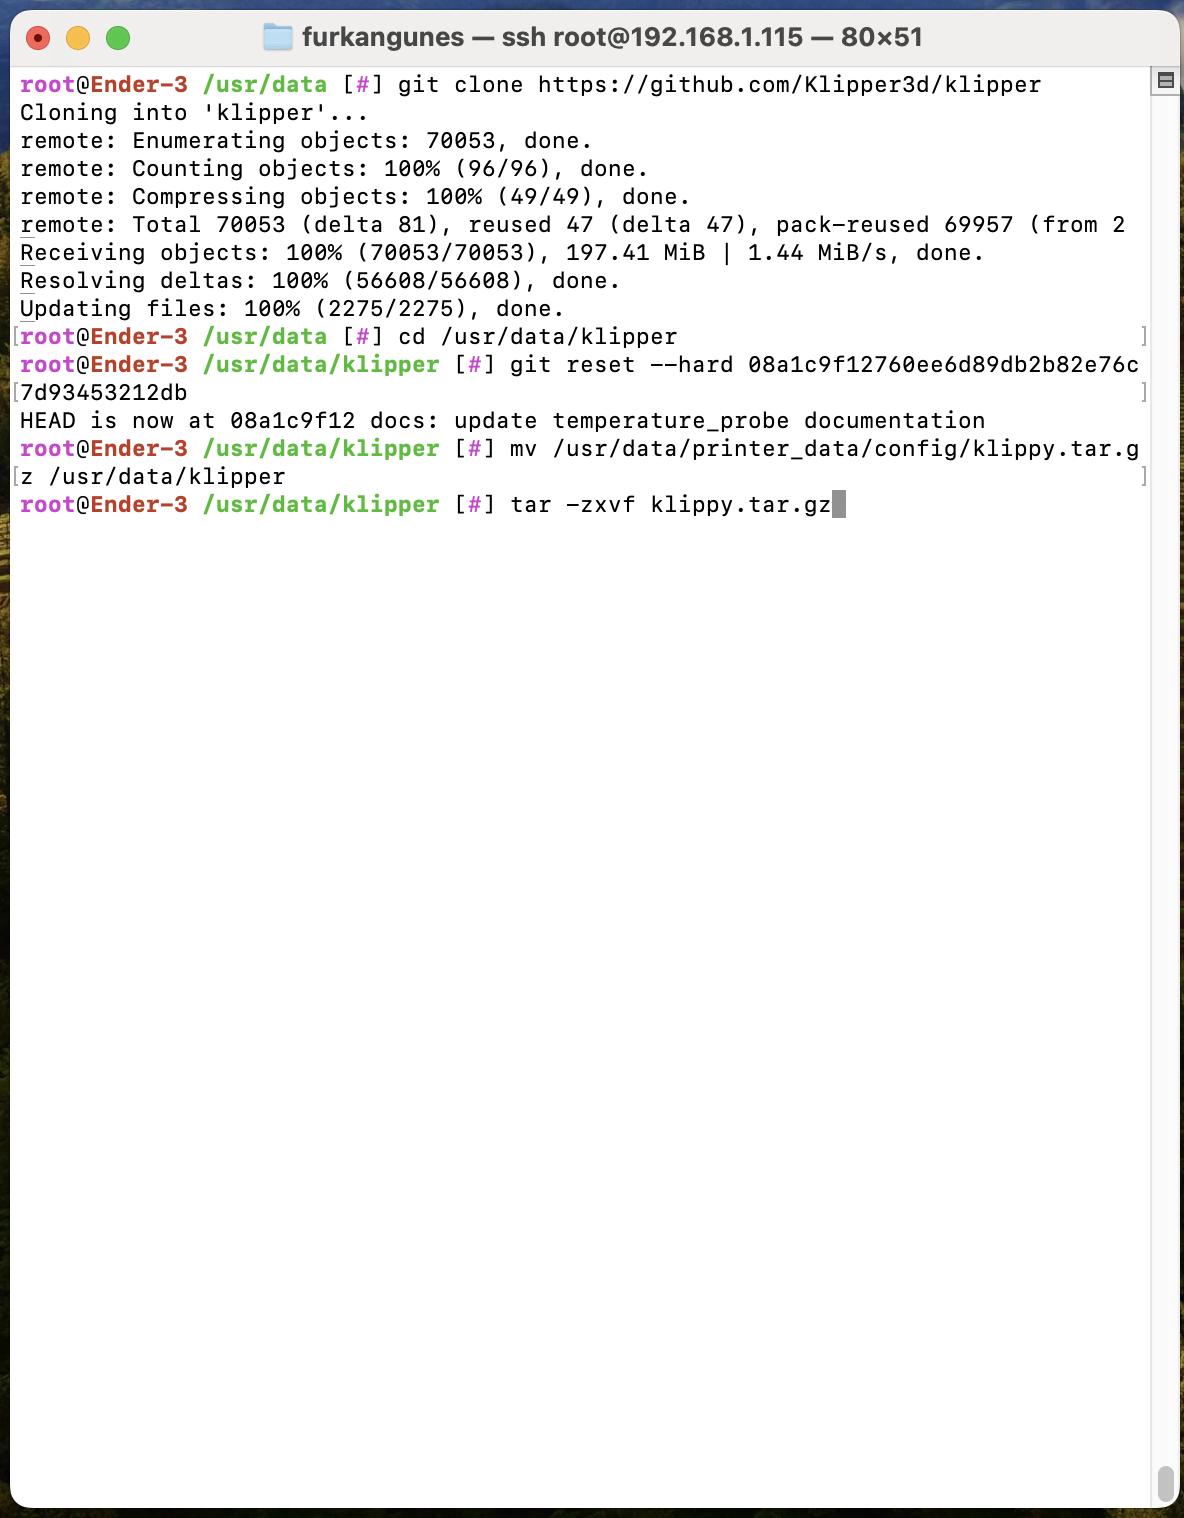 furkangunes — ssh root@192.168.1.115 — 80×51
root@Ender-3 /usr/data [#] git clone https://github.com/Klipper3d/klipper
Cloning into 'klipper'...
remote: Enumerating objects: 70053, done.
remote: Counting objects: 100% (96/96), done.
remote: Compressing objects: 100% (49/49), done.
remote: Total 70053 (delta 81), reused 47 (delta 47), pack-reused 69957 (from 2
Receiving objects: 100% (70053/70053), 197.41 MiB | 1.44 MiB/s, done.
Resolving deltas: 100% (56608/56608), done.
Updating files: 100% (2275/2275), done.
[root@Ender-3 /usr/data [#] cd /usr/data/klipper ]
root@Ender-3 /usr/data/klipper [#] git reset --hard 08a1c9f12760ee6d89db2b82e76c
[7d93453212db ]
HEAD is now at 08a1c9f12 docs: update temperature_probe documentation
root@Ender-3 /usr/data/klipper [#] mv /usr/data/printer_data/config/klippy.tar.g
[z /usr/data/klipper ]
root@Ender-3 /usr/data/klipper [#] tar -zxvf klippy.tar.gz